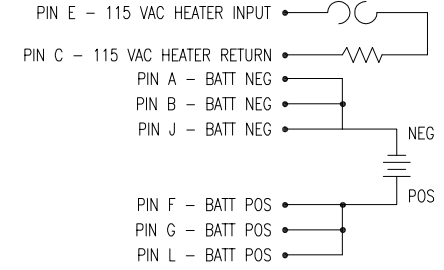 PIN E – 115 VAC HEATER INPUT
PIN C – 115 VAC HEATER RETURN
PIN A – BATT NEG
PIN B – BATT NEG
PIN J – BATT NEG
NEG
POS
PIN F – BATT POS
PIN G – BATT POS
PIN L – BATT POS